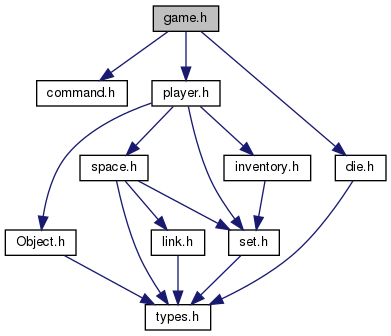 game.h
command.h
player.h
space.h
inventory.h
die.h
Object.h
link.h
set.h
types.h